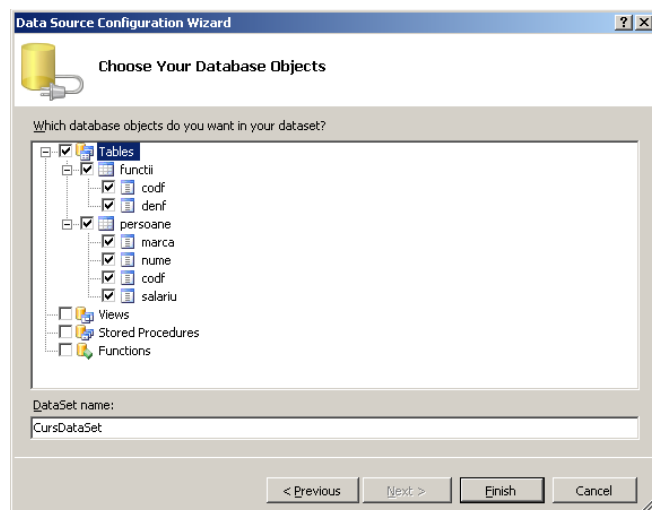 Data Source Configuration Wizard
Choose Your Database Objects
Which database objects do you want in your dataset?
Tables
functii
codf
denf
persoane
marca
nume
codf
salariu
Views
Stored Procedures
Functions
DataSet name:
CursDataSet
< Previous Next > Finish Cancel